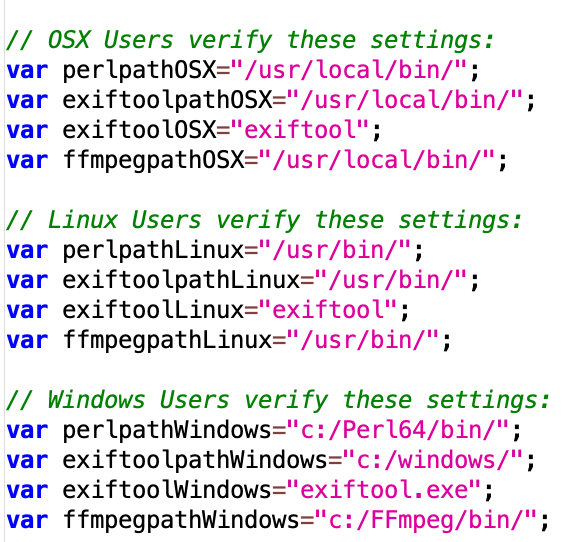 // OSX Users verify these settings:
var perlpathOSX="/usr/local/bin/";
var exiftoolpathOSX="/usr/local/bin/";
var exiftoolOSX="exiftool";
var ffmpegpathOSX="/usr/local/bin/";
// Linux Users verify these settings:
var perlpathLinux="/usr/bin/";
var exiftoolpathLinux="/usr/bin/";
var exiftoolLinux="exiftool";
var ffmpegpathLinux="/usr/bin/";
// Windows Users verify these settings:
var perlpathWindows="c:/Perl64/bin/";
var exiftoolpathWindows="c:/windows/";
var exiftoolWindows="exiftool.exe";
var ffmpegpathWindows="c:/FFmpeg/bin/";